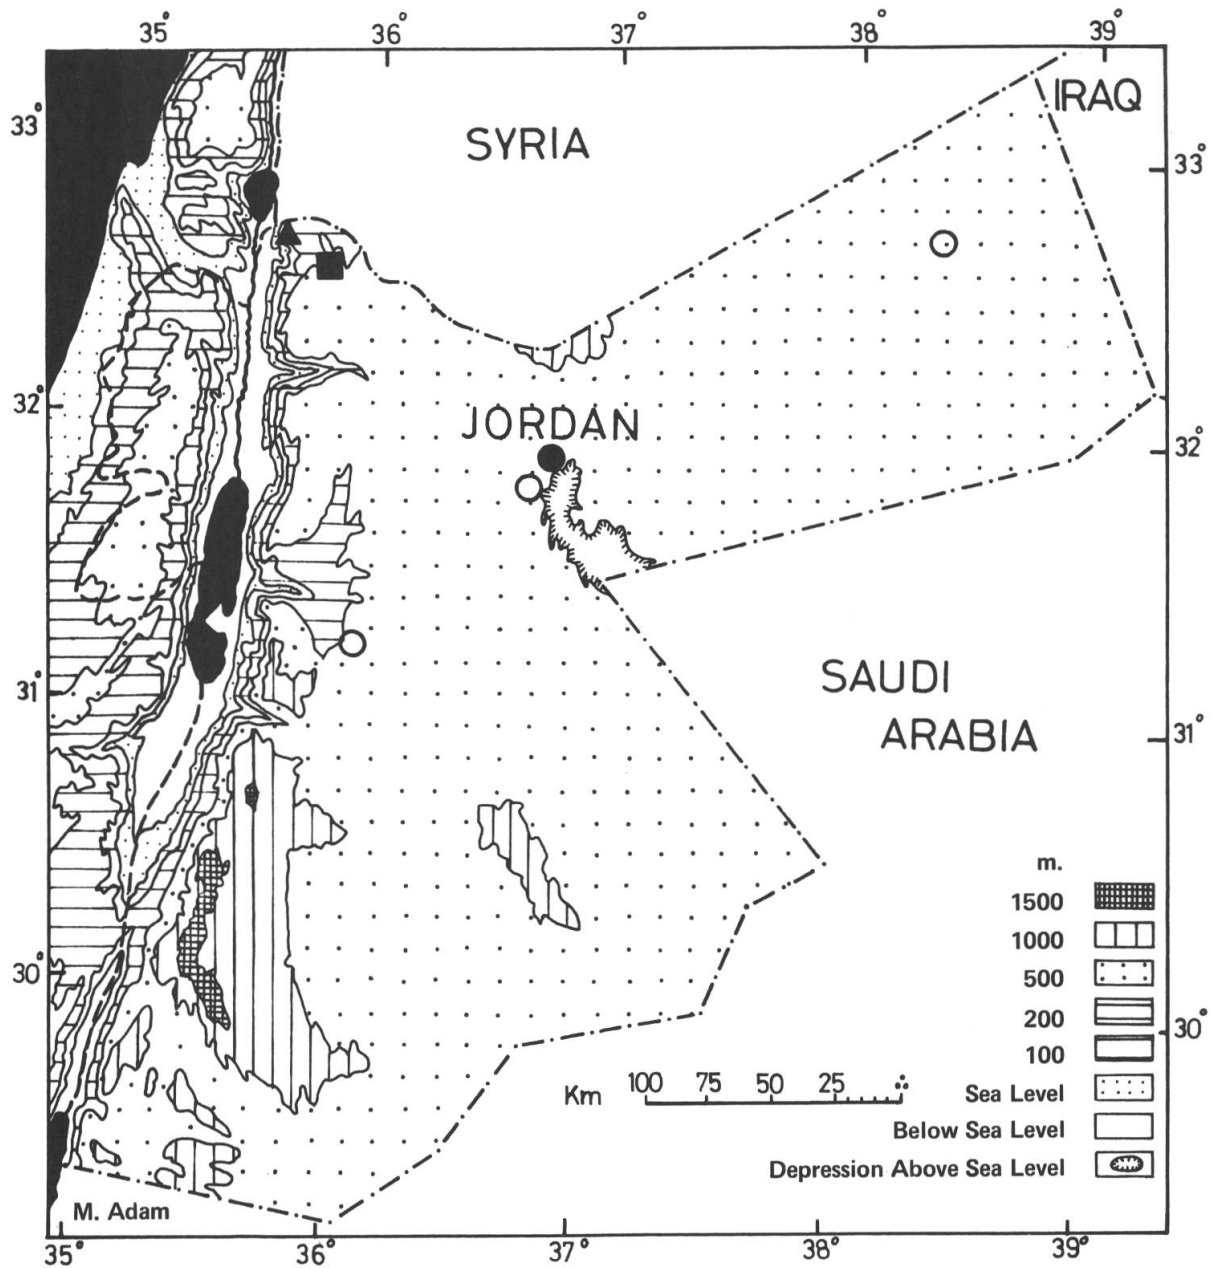 35° 36° 37° 38° 39°
IRAQ
33°
SYRIA
33°
32°
JORDAN
32°
31°
SAUDI
ARABIA
31°
m.
1500
1000
30°
500
200
30°
100
Km 100 75 50 25
Sea Level
Below Sea Level
Depression Above Sea Level
M. Adam
35° 36° 37° 38° 39°